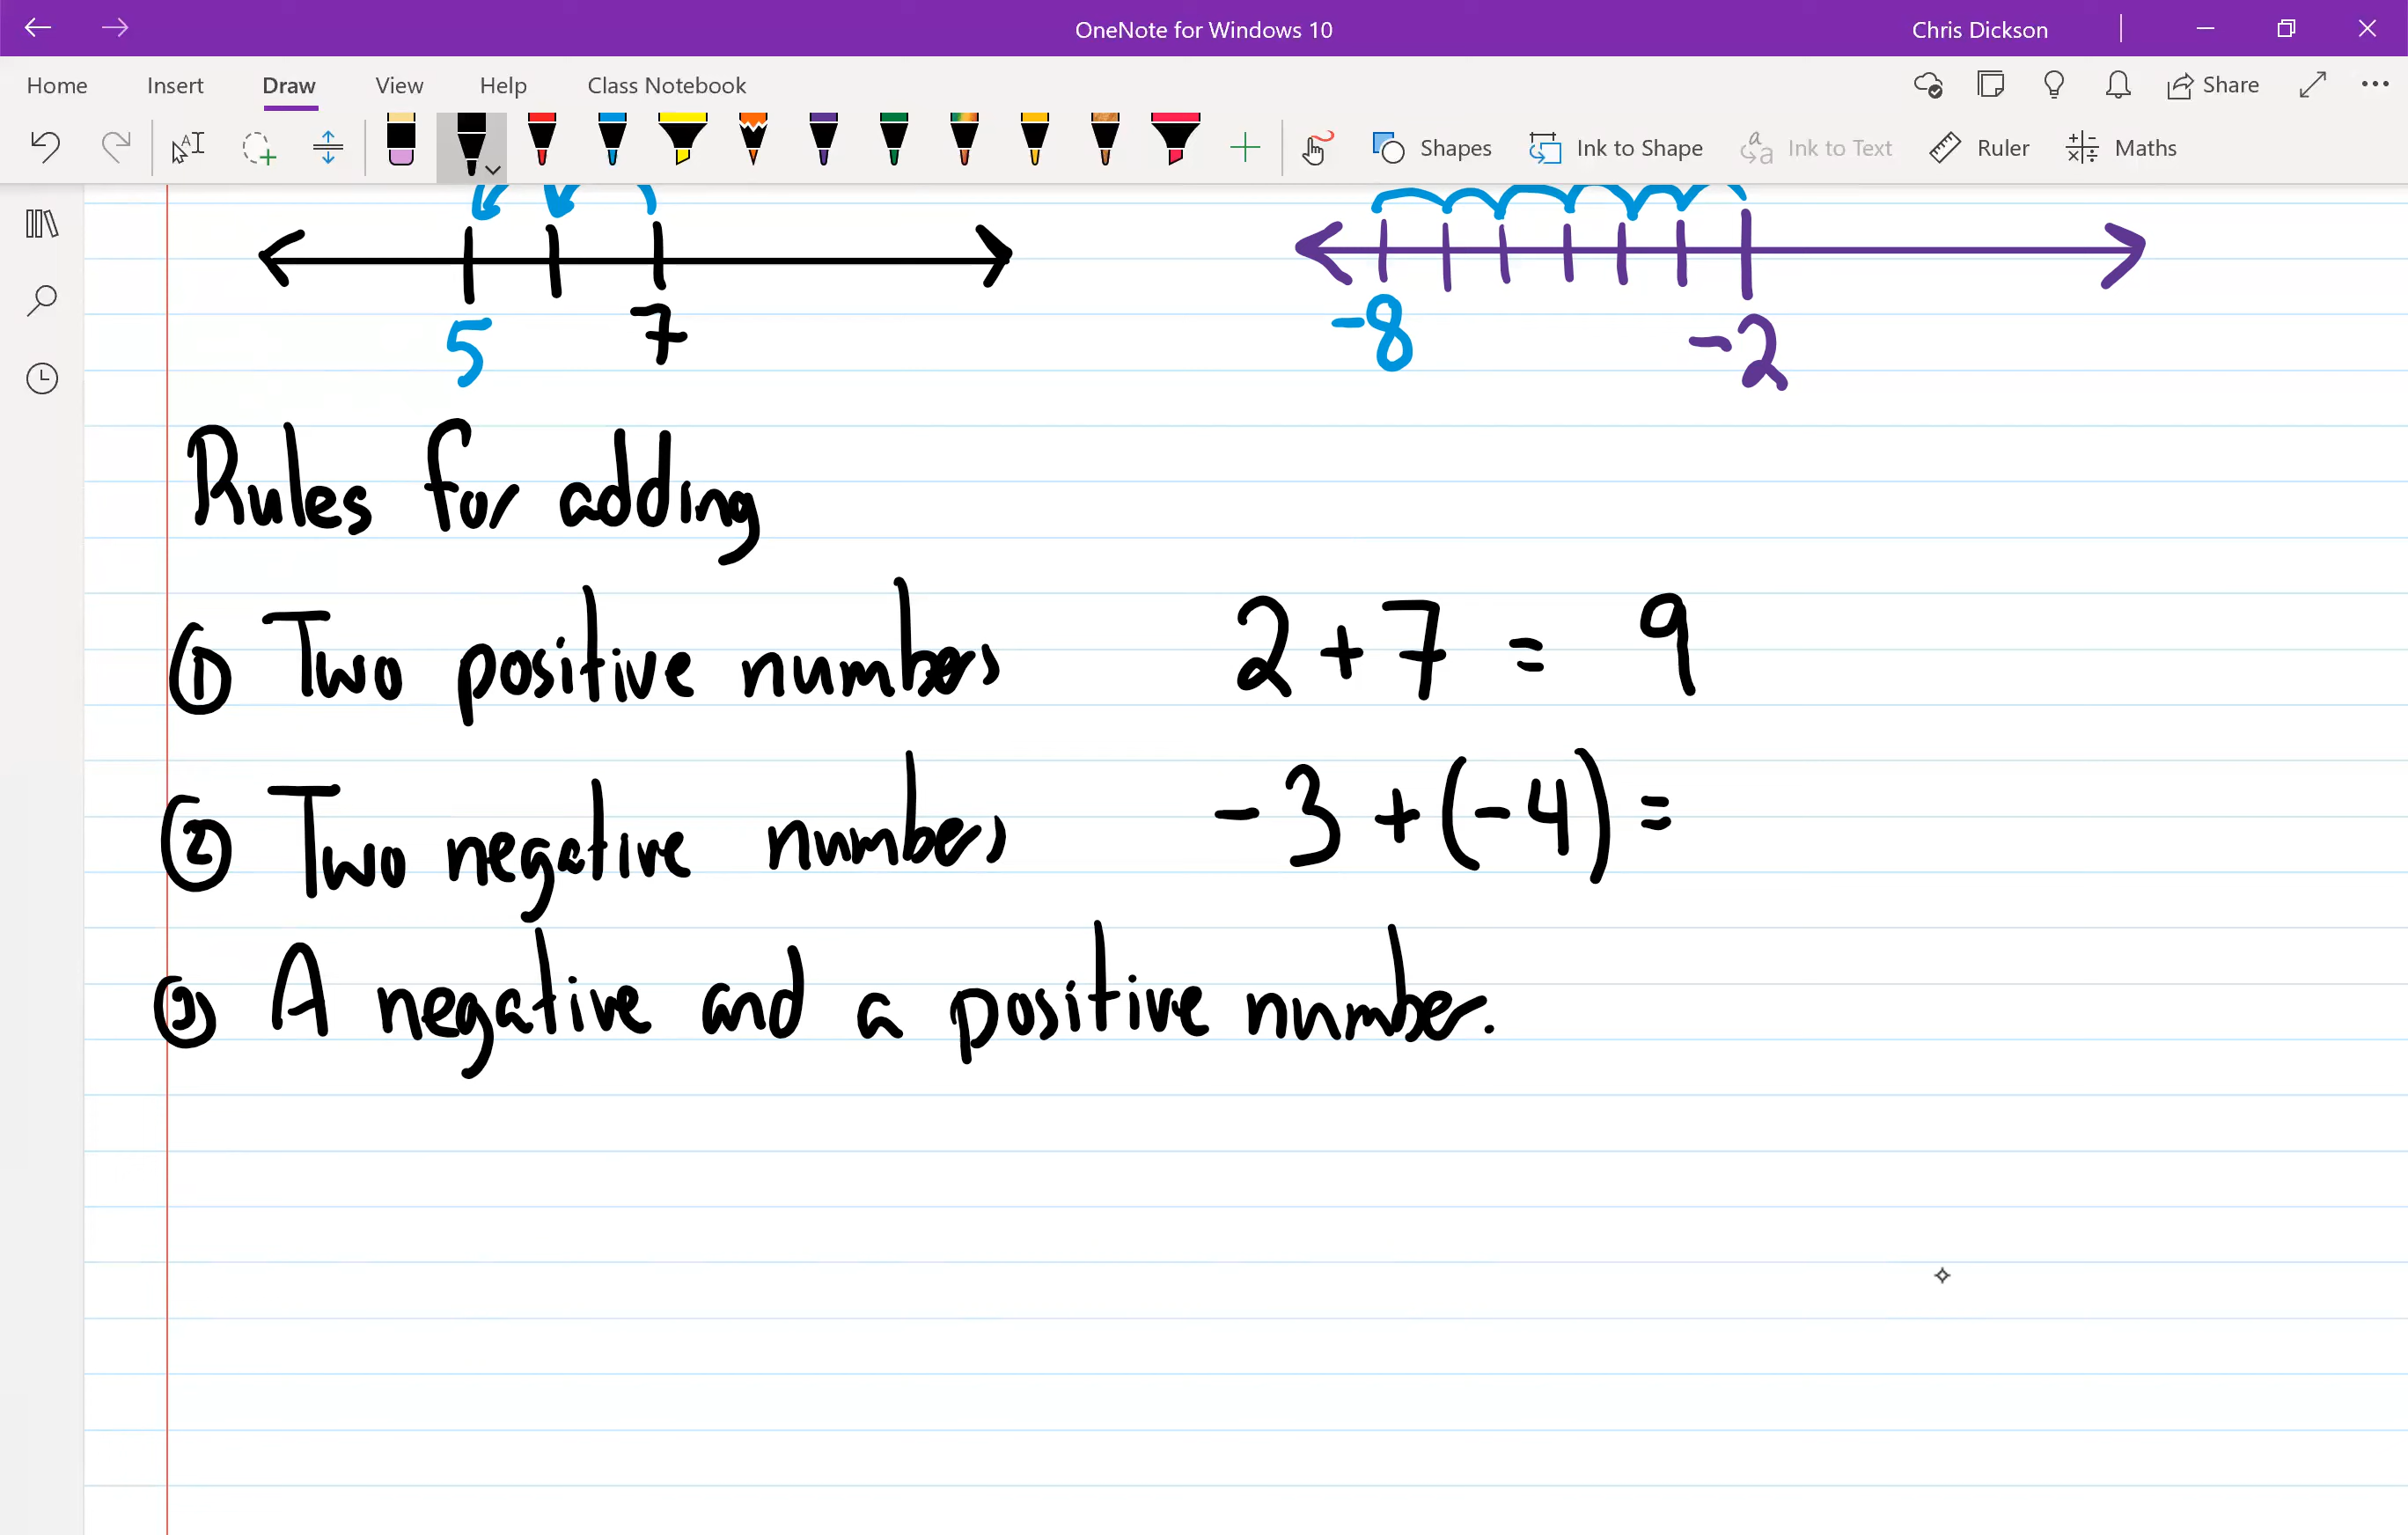 OneNote for Windows 10
Chris Dickson
Home Insert Draw View Help Class Notebook Share
Shapes Ink to Shape Ink to Text Ruler Maths
5 7 -8 -2
Rules for adding
① Two positive numbers 2 + 7 = 9
② Two negative numbers -3 + (-4) =
③ A negative and a positive number.